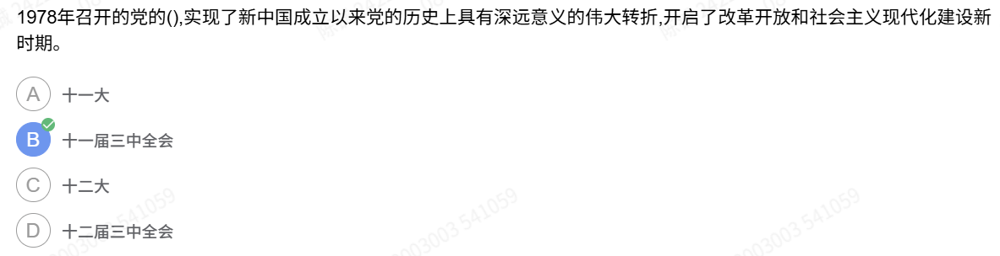 1978年召开的党的(),实现了新中国成立以来党的历史上具有深远意义的伟大转折,开启了改革开放和社会主义现代化建设新
时期。
A 十一大
B 十一届三中全会
C 十二大
D 十二届三中全会